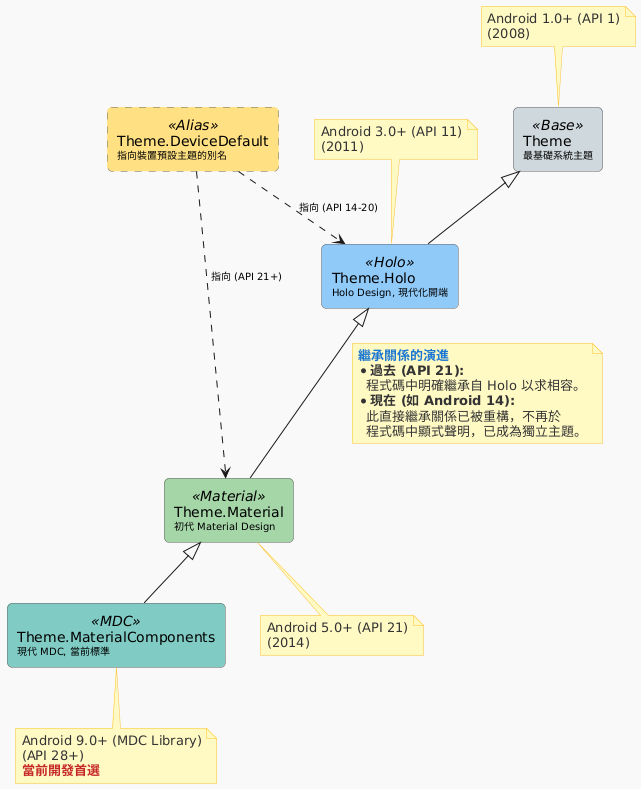 Android 1.0+ (API 1)
(2008)
«Alias»
Theme.DeviceDefault
指向裝置預設主題的別名
Android 3.0+ (API 11)
(2011)
«Base»
Theme
最基礎系統主題
指向 (API 14-20)
指向 (API 21+)
«Holo»
Theme.Holo
Holo Design, 現代化開端
繼承關係的演進
• 過去 (API 21):
程式碼中明確繼承自 Holo 以求相容。
• 現在 (如 Android 14):
此直接繼承關係已被重構，不再於
程式碼中顯式聲明，已成為獨立主題。
«Material»
Theme.Material
初代 Material Design
«MDC»
Theme.MaterialComponents
現代 MDC, 當前標準
Android 5.0+ (API 21)
(2014)
Android 9.0+ (MDC Library)
(API 28+)
當前開發首選